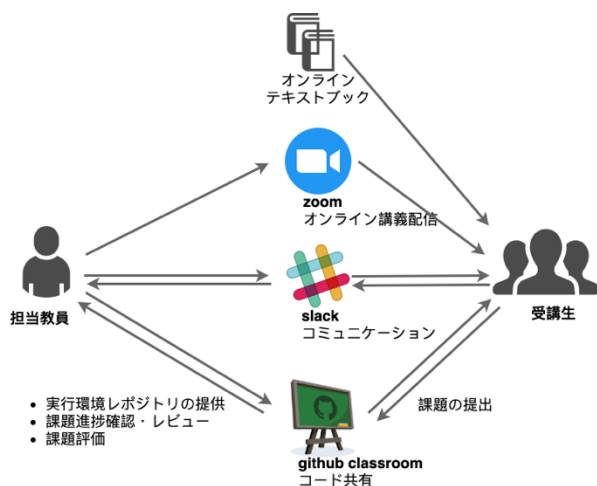 オンライン
テキストブック
zoom
オンライン講義配信
担当教員
slack
コミュニケーション
受講生
• 実行環境レポジトリの提供
• 課題進捗確認・レビュー
• 課題評価
課題の提出
github classroom
コード共有